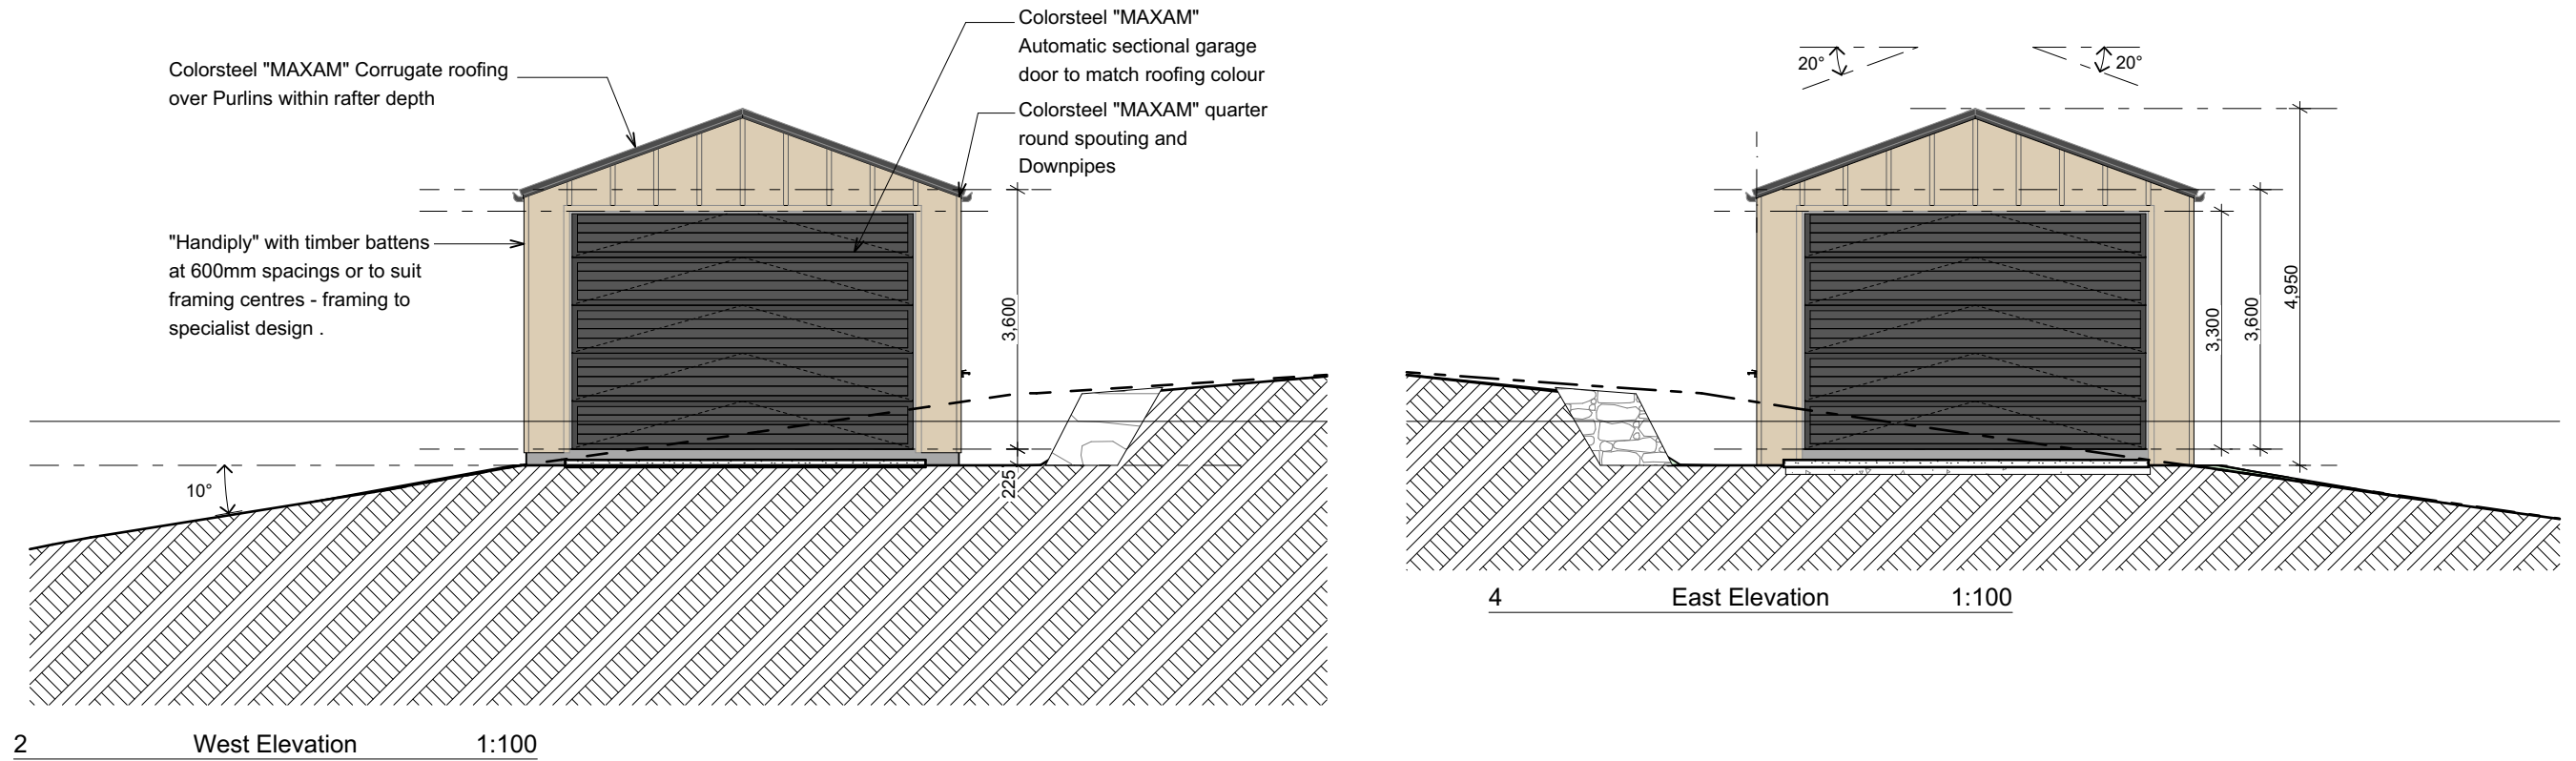 Colorsteel "MAXAM" Corrugate roofing
over Purlins within rafter depth
Colorsteel "MAXAM"
Automatic sectional garage
door to match roofing colour
Colorsteel "MAXAM" quarter
round spouting and
Downpipes
"Handiply" with timber battens
at 600mm spacings or to suit
framing centres - framing to
specialist design .
3,600
225
10°
2 West Elevation 1:100
20°
20°
3,300
3,600
4,950
4 East Elevation 1:100